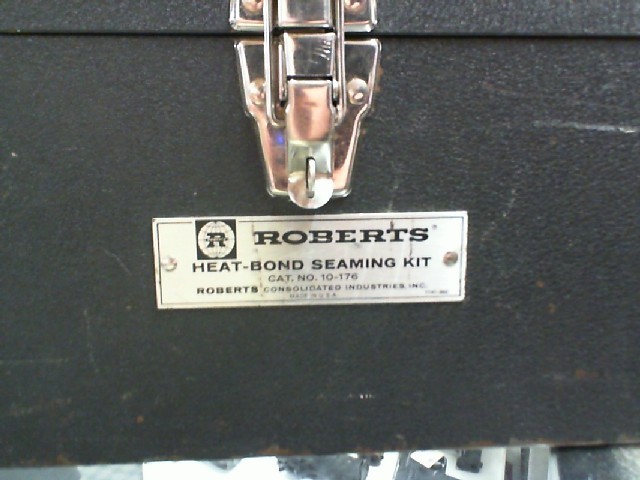 R ROBERTS
HEAT-BOND SEAMING KIT
CAT. NO. 10-176
ROBERTS CONSOLIDATED INDUSTRIES, INC.
MADE IN U.S.A.